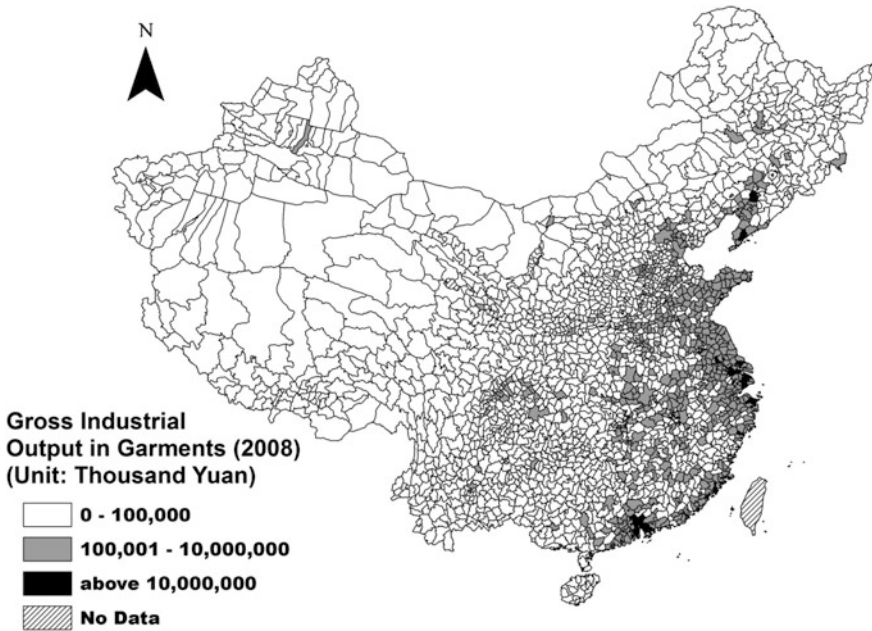 N
Gross Industrial
Output in Garments (2008)
(Unit: Thousand Yuan)
0 - 100,000
100,001 - 10,000,000
above 10,000,000
No Data